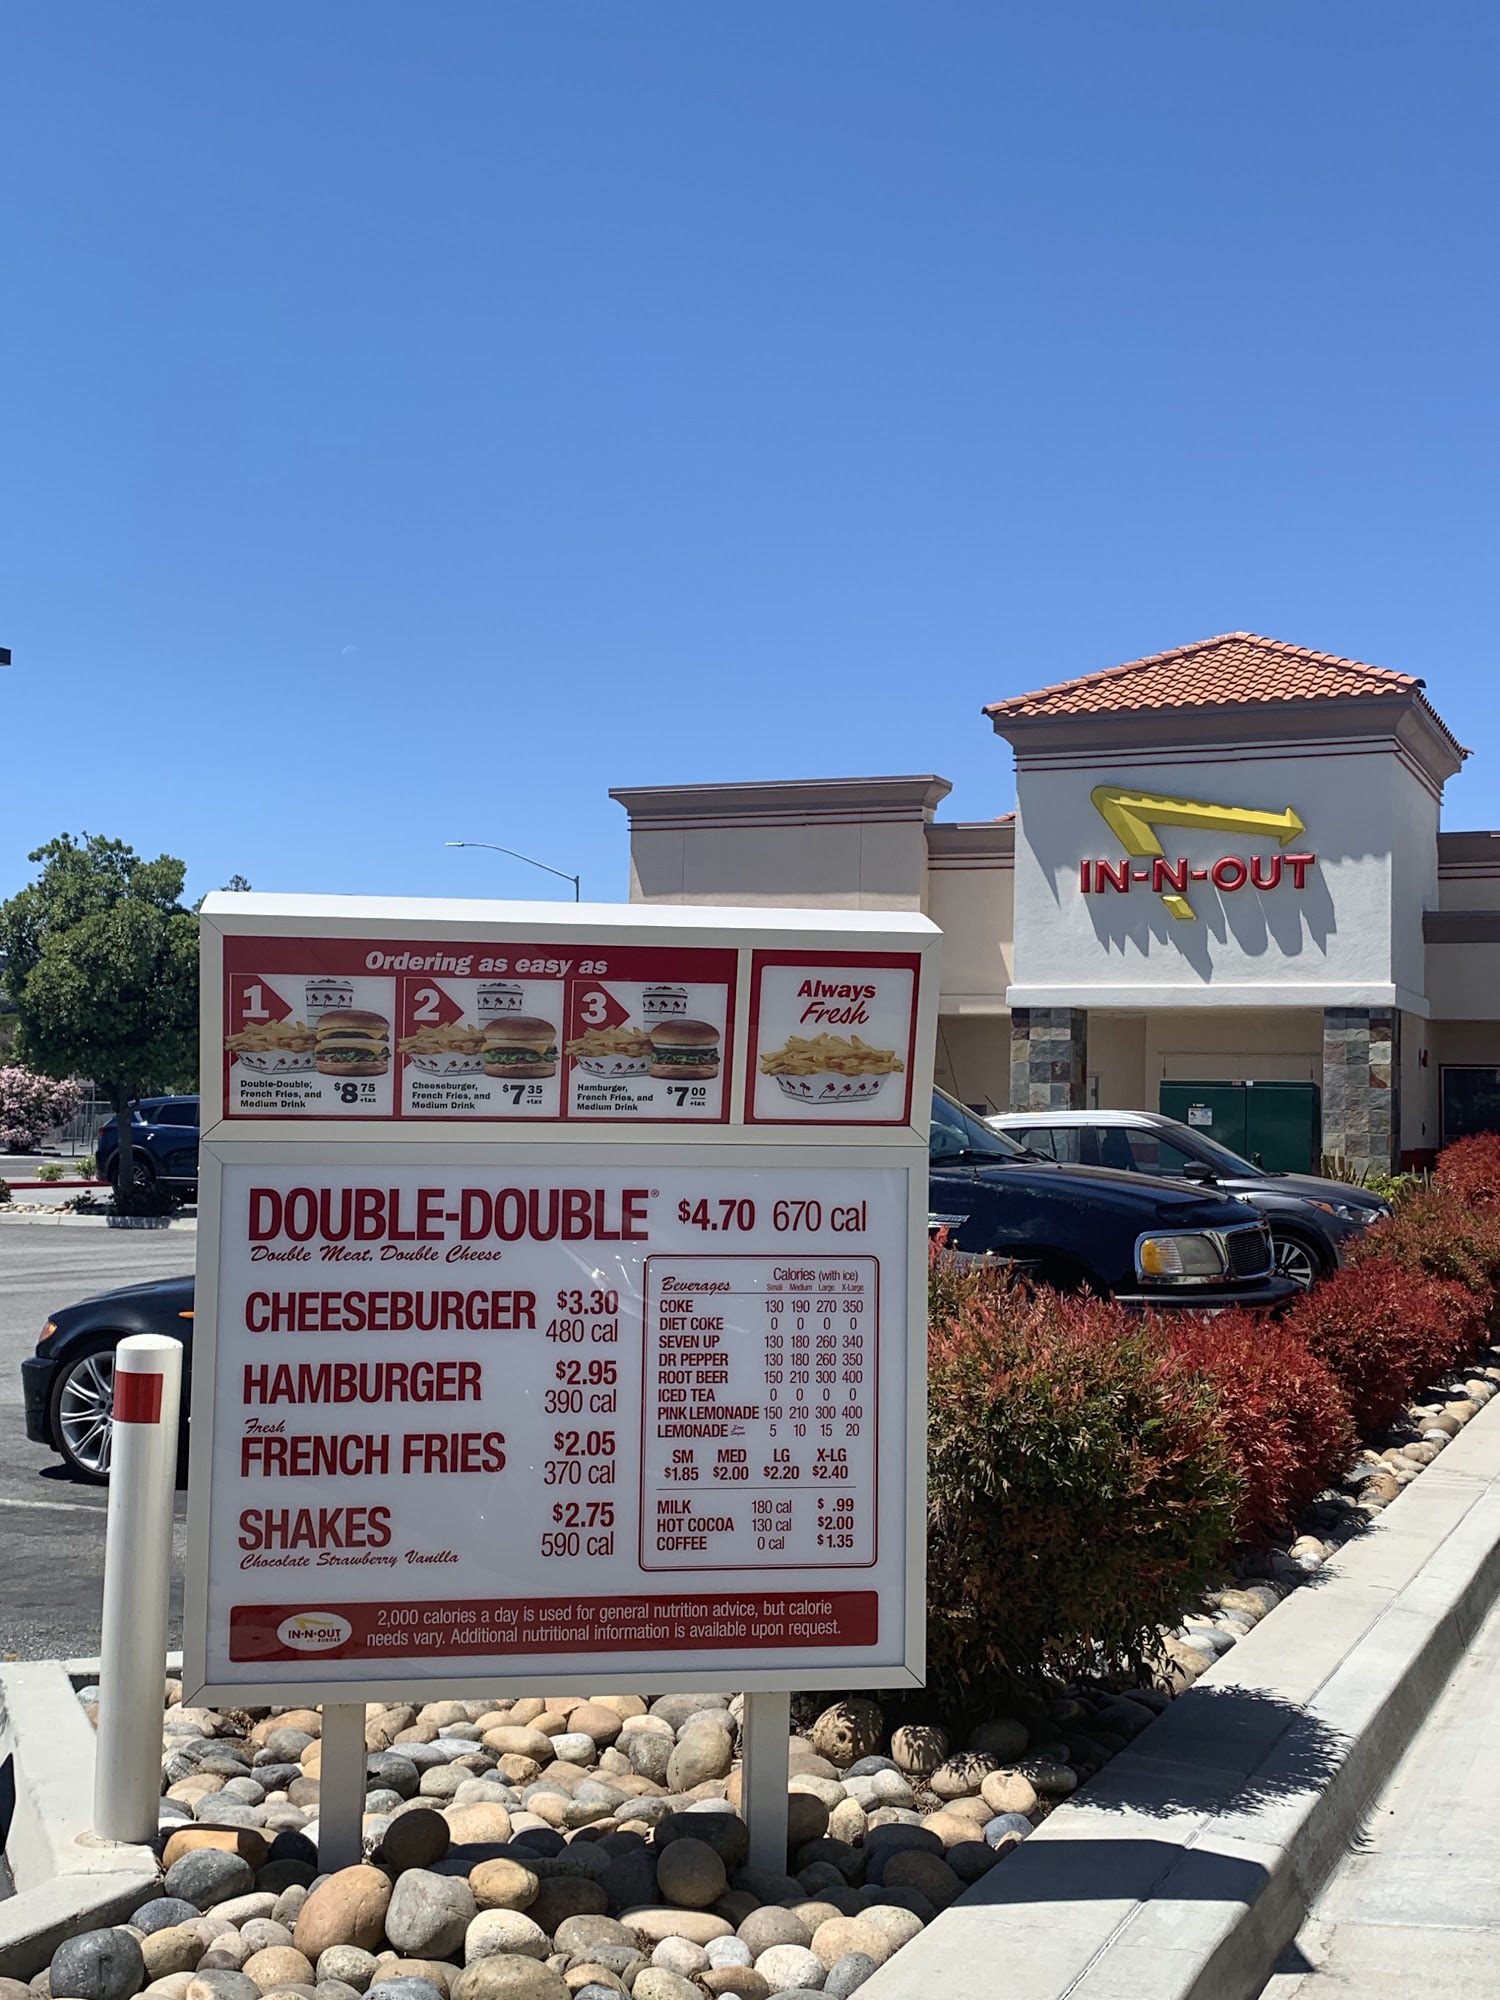 IN-N-OUT
Ordering as easy as
1
Double-Double,
French Fries, and
Medium Drink
$8 75
+tax
2
Cheeseburger,
French Fries, and
Medium Drink
$7 35
+tax
3
Hamburger,
French Fries, and
Medium Drink
$7 00
+tax
Always
Fresh
DOUBLE-DOUBLE® $4.70 670 cal
Double Meat, Double Cheese
CHEESEBURGER $3.30
480 cal
HAMBURGER $2.95
390 cal
Fresh
FRENCH FRIES $2.05
370 cal
SHAKES $2.75
Chocolate Strawberry Vanilla 590 cal
Beverages Calories (with ice)
Small Medium Large X-Large
COKE 130 190 270 350
DIET COKE 0 0 0 0
SEVEN UP 130 180 260 340
DR PEPPER 130 180 260 350
ROOT BEER 150 210 300 400
ICED TEA 0 0 0 0
PINK LEMONADE 150 210 300 400
LEMONADE 5 10 15 20
SM MED LG X-LG
$1.85 $2.00 $2.20 $2.40
MILK 180 cal $ .99
HOT COCOA 130 cal $2.00
COFFEE 0 cal $1.35
IN-N-OUT
BURGER
2,000 calories a day is used for general nutrition advice, but calorie
needs vary. Additional nutritional information is available upon request.